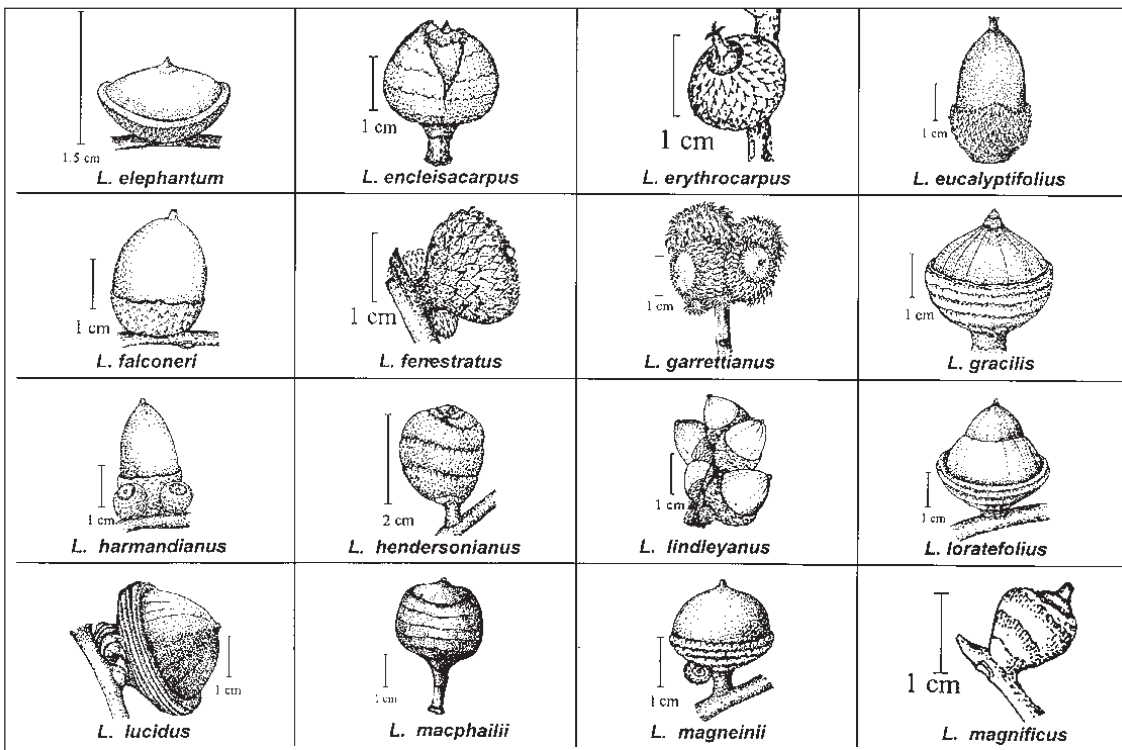 1.5 cm
L. elephantum
1 cm
L. encleisacarpus
1 cm
L. erythrocarpus
1 cm
L. eucalyptifolius
1 cm
L. falconeri
1 cm
L. fenestratus
1 cm
L. garrettianus
1 cm
L. gracilis
1 cm
L. harmandianus
2 cm
L. hendersonianus
1 cm
L. lindleyanus
1 cm
L. loratefolius
1 cm
L. lucidus
1 cm
L. macphailii
1 cm
L. magneinii
1 cm
L. magnificus